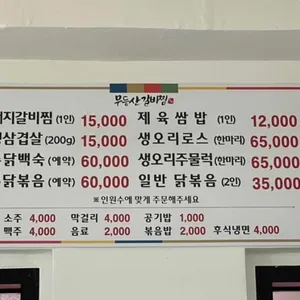 무등산갈비찜
돼지갈비찜 (1인) 15,000 제육쌈밥 (1인) 12,000
삼겹살 (200g) 15,000 생오리로스 (한마리) 65,000
닭백숙 (예약) 60,000 생오리주물럭 (한마리) 65,000
닭볶음 (예약) 60,000 일반 닭볶음 (2인) 35,000
※ 인원수에 맞게 주문해주세요
소주 4,000 막걸리 4,000 공기밥 1,000
맥주 4,000 음료 2,000 볶음밥 2,000 후식냉면 4,000